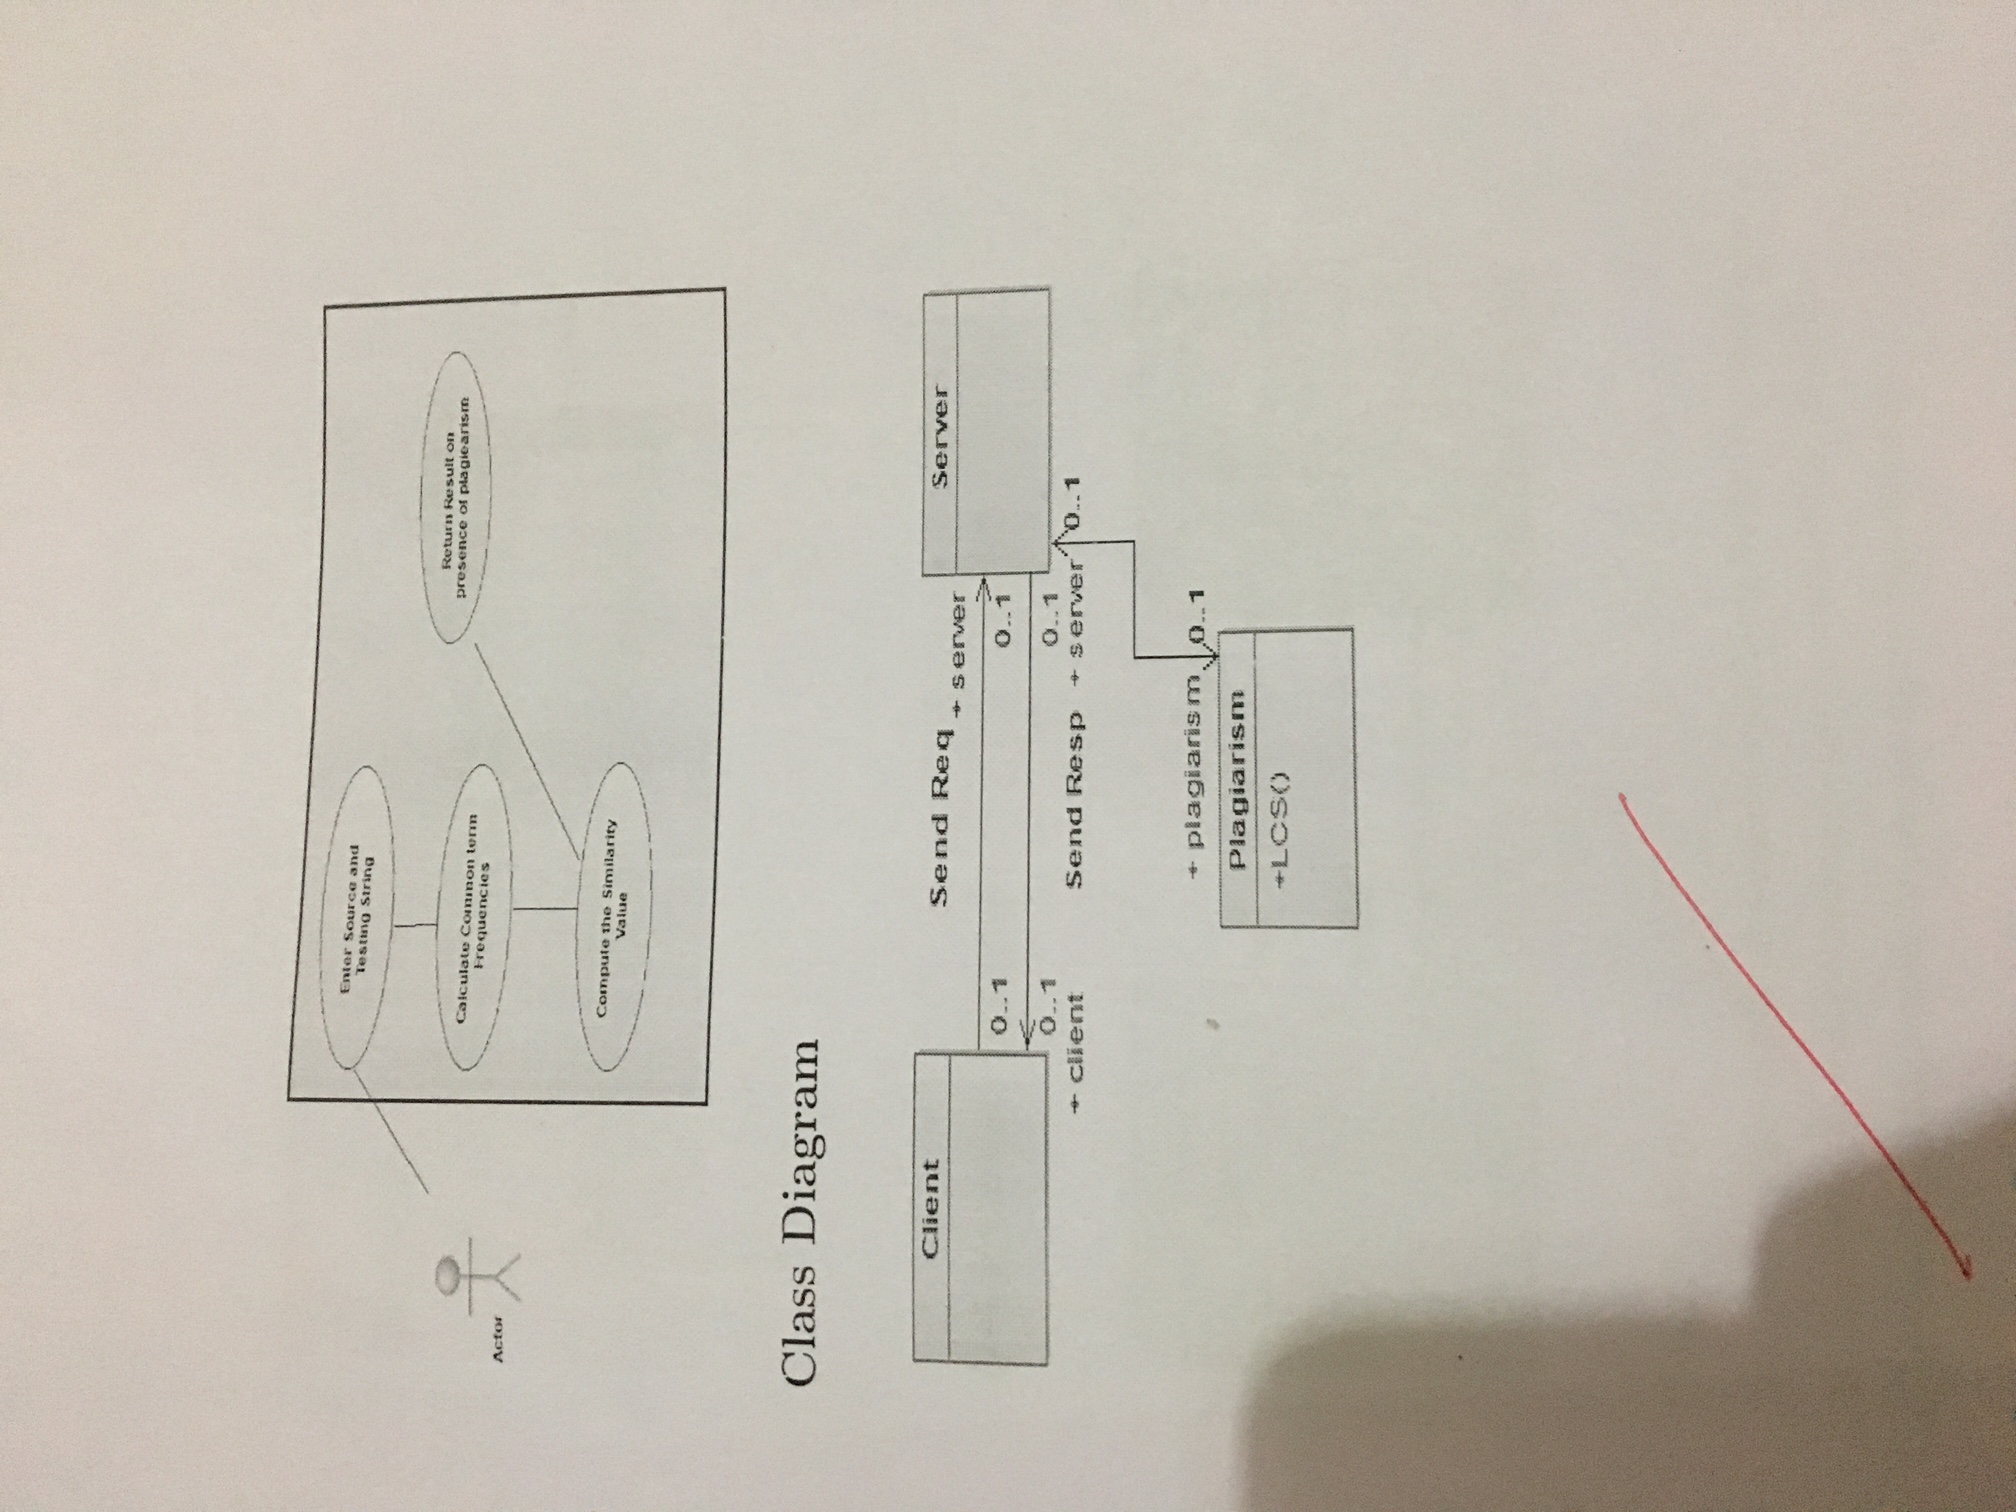 Enter Source and
Testing String
Return Result on
presence of plagiearism
Calculate Common term
Frequencies
Actor
Compute the Similarity
Value
Class Diagram
Client
Send Req
+ server
Server
0..1
0..1
0..1
0..1
+ client
Send Resp
+ server
0..1
+ plagiarism
0..1
Plagiarism
+LCS()